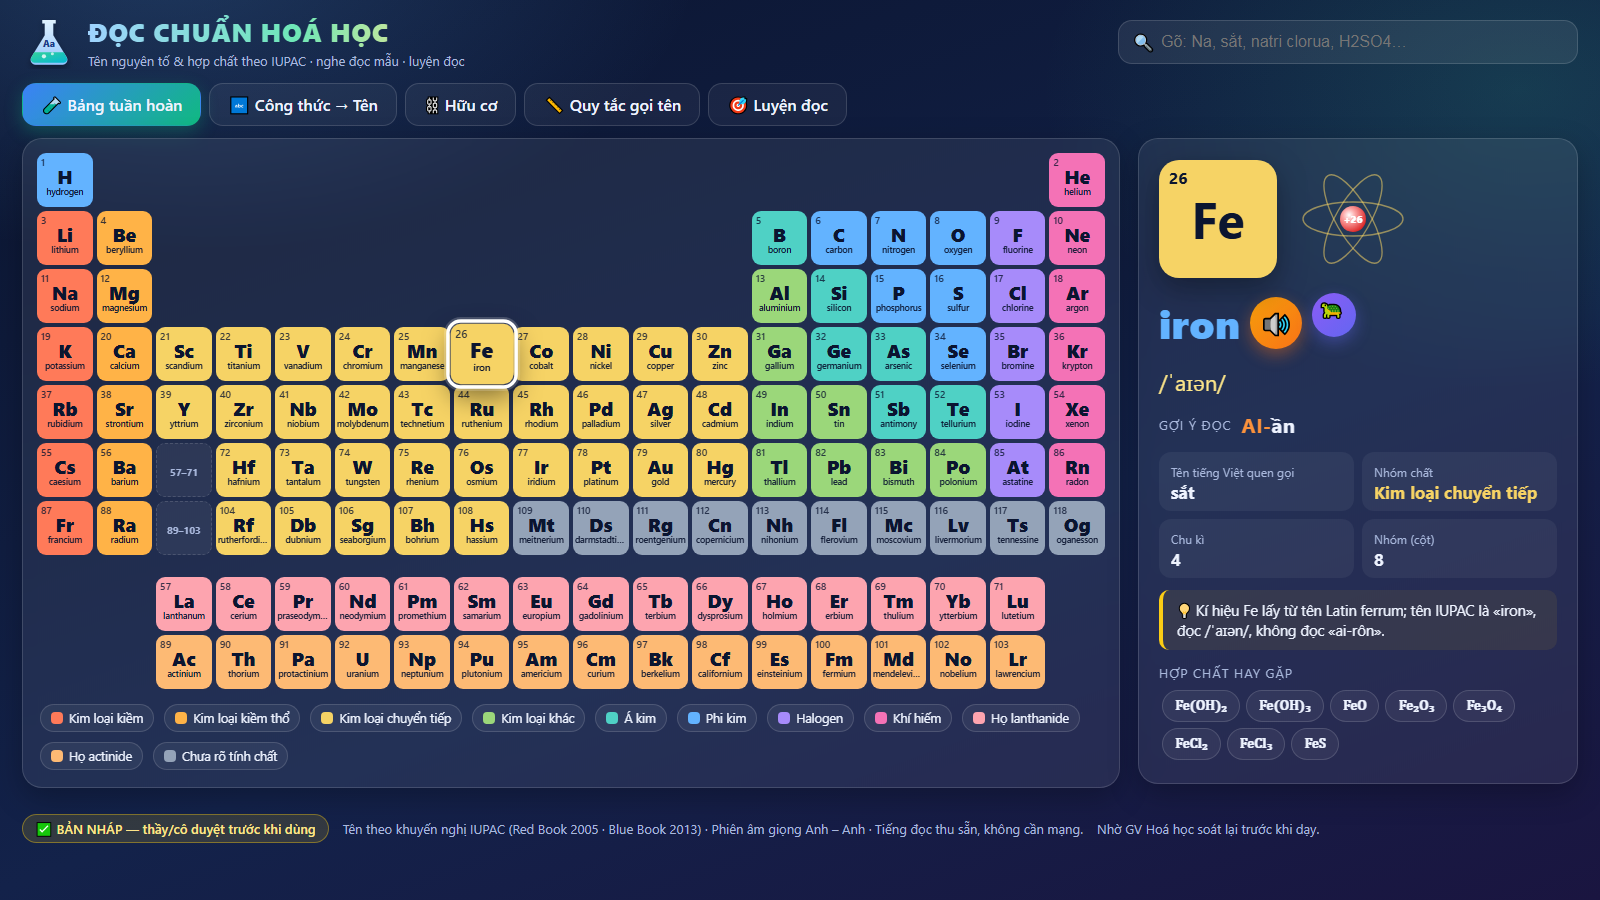 Aa
ĐỌC CHUẨN HOÁ HỌC
Tên nguyên tố & hợp chất theo IUPAC · nghe đọc mẫu · luyện đọc
Gõ: Na, sắt, natri clorua, H2SO4...
Bảng tuần hoàn
abc Công thức → Tên
Hữu cơ
Quy tắc gọi tên
Luyện đọc
1 H hydrogen
2 He helium
3 Li lithium
4 Be beryllium
5 B boron
6 C carbon
7 N nitrogen
8 O oxygen
9 F fluorine
10 Ne neon
11 Na sodium
12 Mg magnesium
13 Al aluminium
14 Si silicon
15 P phosphorus
16 S sulfur
17 Cl chlorine
18 Ar argon
19 K potassium
20 Ca calcium
21 Sc scandium
22 Ti titanium
23 V vanadium
24 Cr chromium
25 Mn manganese
26 Fe iron
27 Co cobalt
28 Ni nickel
29 Cu copper
30 Zn zinc
31 Ga gallium
32 Ge germanium
33 As arsenic
34 Se selenium
35 Br bromine
36 Kr krypton
37 Rb rubidium
38 Sr strontium
39 Y yttrium
40 Zr zirconium
41 Nb niobium
42 Mo molybdenum
43 Tc technetium
44 Ru ruthenium
45 Rh rhodium
46 Pd palladium
47 Ag silver
48 Cd cadmium
49 In indium
50 Sn tin
51 Sb antimony
52 Te tellurium
53 I iodine
54 Xe xenon
55 Cs caesium
56 Ba barium
57–71
72 Hf hafnium
73 Ta tantalum
74 W tungsten
75 Re rhenium
76 Os osmium
77 Ir iridium
78 Pt platinum
79 Au gold
80 Hg mercury
81 Tl thallium
82 Pb lead
83 Bi bismuth
84 Po polonium
85 At astatine
86 Rn radon
87 Fr francium
88 Ra radium
89–103
104 Rf rutherfordi...
105 Db dubnium
106 Sg seaborgium
107 Bh bohrium
108 Hs hassium
109 Mt meitnerium
110 Ds darmstadti...
111 Rg roentgenium
112 Cn copernicium
113 Nh nihonium
114 Fl flerovium
115 Mc moscovium
116 Lv livermorium
117 Ts tennessine
118 Og oganesson
57 La lanthanum
58 Ce cerium
59 Pr praseodym...
60 Nd neodymium
61 Pm promethium
62 Sm samarium
63 Eu europium
64 Gd gadolinium
65 Tb terbium
66 Dy dysprosium
67 Ho holmium
68 Er erbium
69 Tm thulium
70 Yb ytterbium
71 Lu lutetium
89 Ac actinium
90 Th thorium
91 Pa protactinium
92 U uranium
93 Np neptunium
94 Pu plutonium
95 Am americium
96 Cm curium
97 Bk berkelium
98 Cf californium
99 Es einsteinium
100 Fm fermium
101 Md mendelevi...
102 No nobelium
103 Lr lawrencium
Kim loại kiềm
Kim loại kiềm thổ
Kim loại chuyển tiếp
Kim loại khác
Á kim
Phi kim
Halogen
Khí hiếm
Họ lanthanide
Họ actinide
Chưa rõ tính chất
26
Fe
+26
iron
/ˈaɪən/
GỢI Ý ĐỌC AI-ần
Tên tiếng Việt quen gọi
sắt
Nhóm chất
Kim loại chuyển tiếp
Chu kì
4
Nhóm (cột)
8
Kí hiệu Fe lấy từ tên Latin ferrum; tên IUPAC là «iron»,
đọc /ˈaɪən/, không đọc «ai-rôn».
HỢP CHẤT HAY GẶP
Fe(OH)₂ Fe(OH)₃ FeO Fe₂O₃ Fe₃O₄
FeCl₂ FeCl₃ FeS
BẢN NHÁP — thầy/cô duyệt trước khi dùng
Tên theo khuyến nghị IUPAC (Red Book 2005 · Blue Book 2013) · Phiên âm giọng Anh – Anh · Tiếng đọc thu sẵn, không cần mạng.
Nhờ GV Hoá học soát lại trước khi dạy.